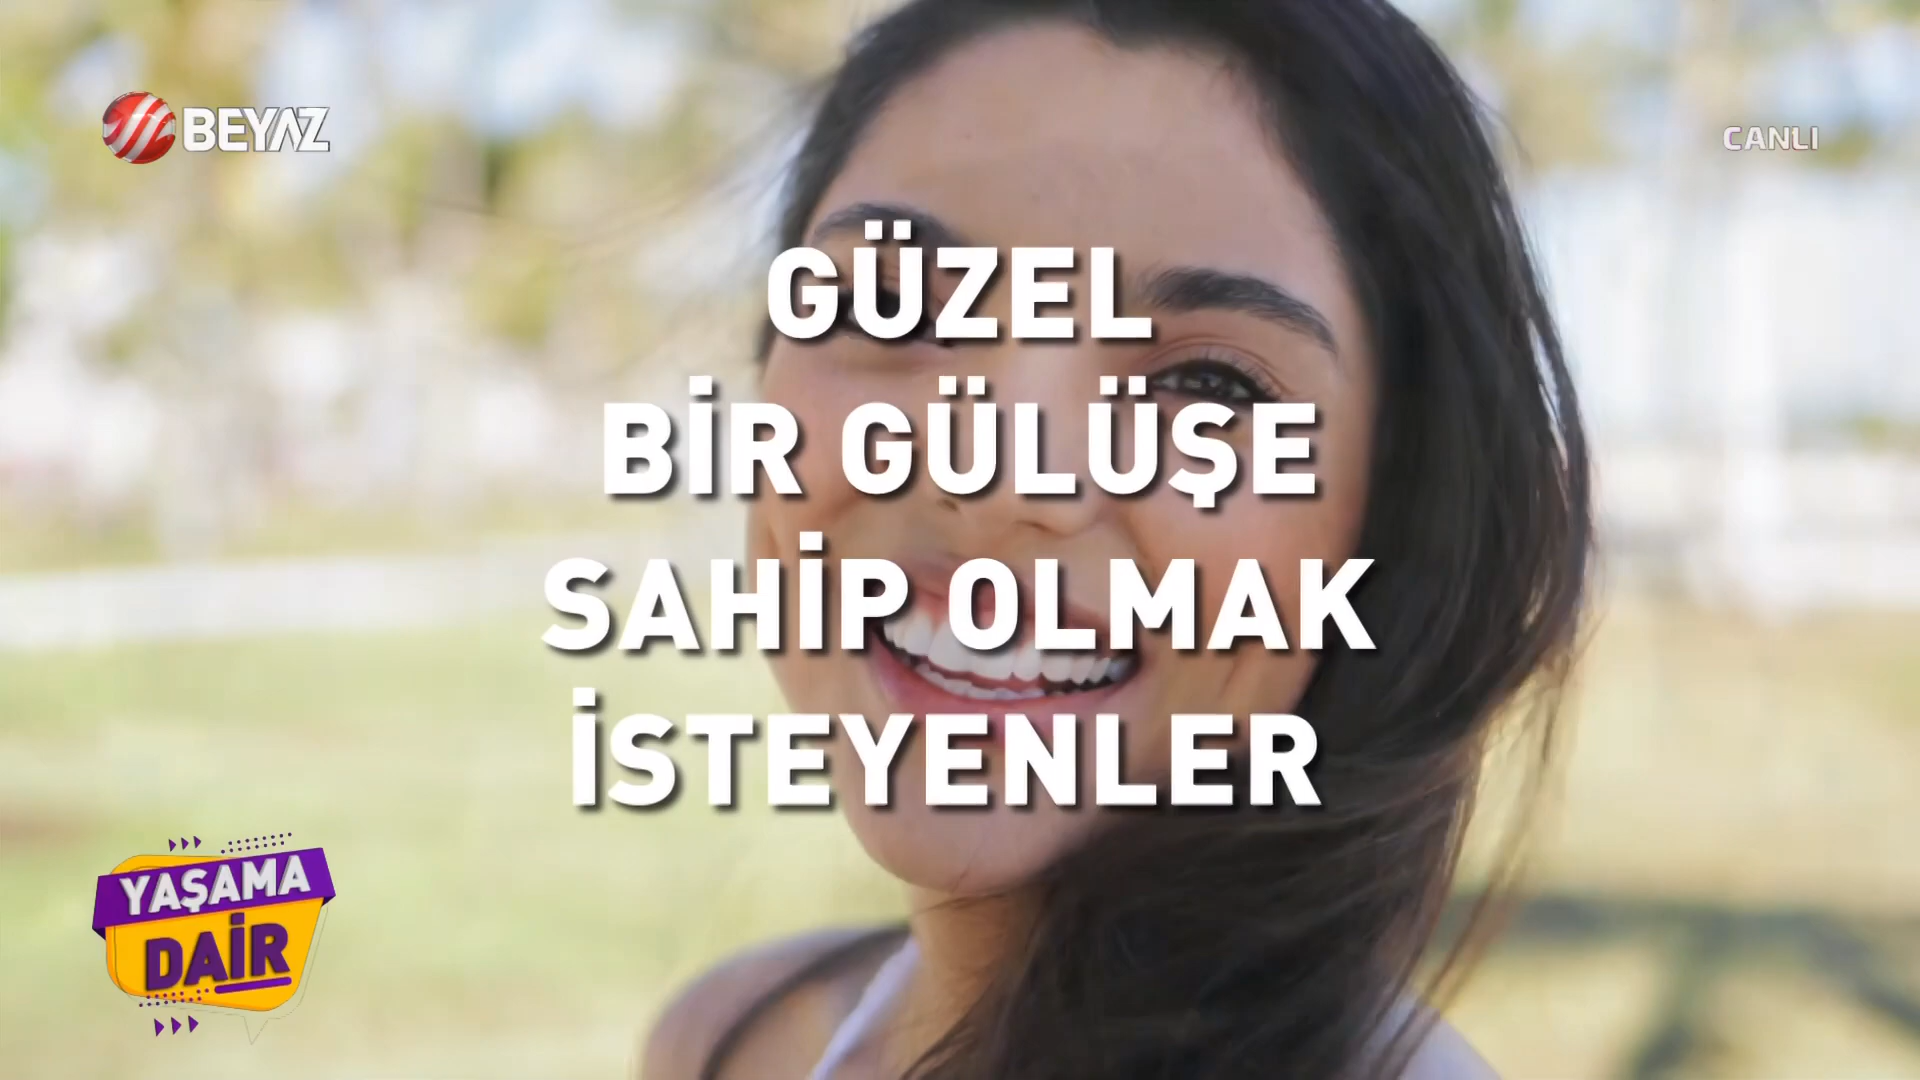 BEYAZ
CANLI
GÜZEL
BİR GÜLÜŞE
SAHİP OLMAK
İSTEYENLER
YAŞAMA
DAİR